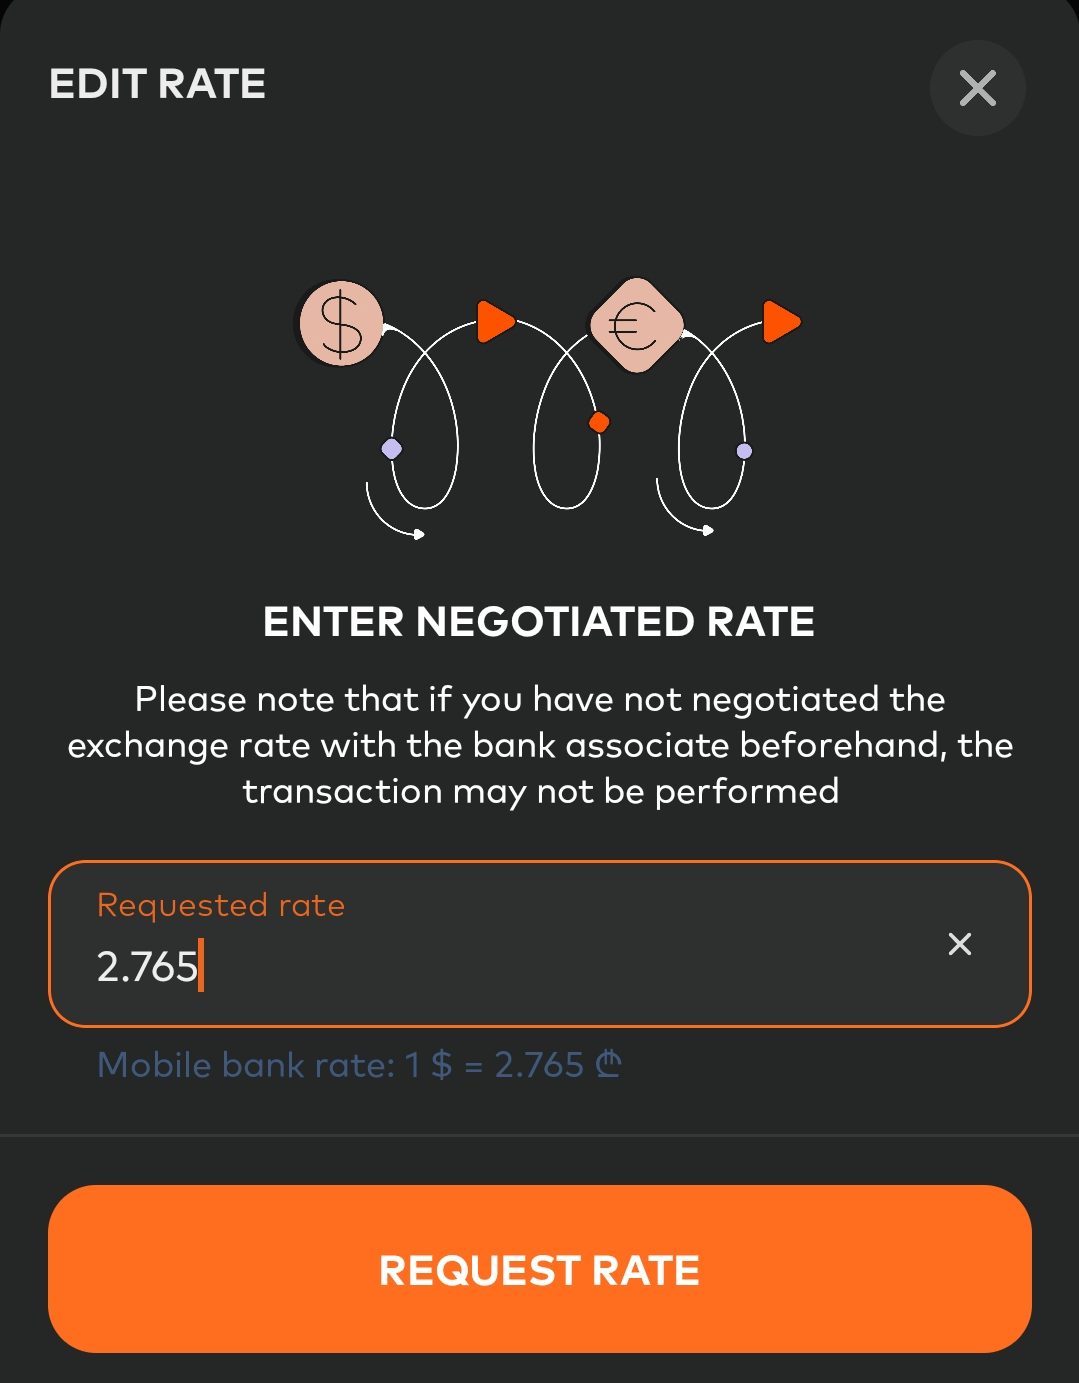 EDIT RATE
$
€
ENTER NEGOTIATED RATE
Please note that if you have not negotiated the
exchange rate with the bank associate beforehand, the
transaction may not be performed
Requested rate
2.765
Mobile bank rate: 1 $ = 2.765 ₾
REQUEST RATE